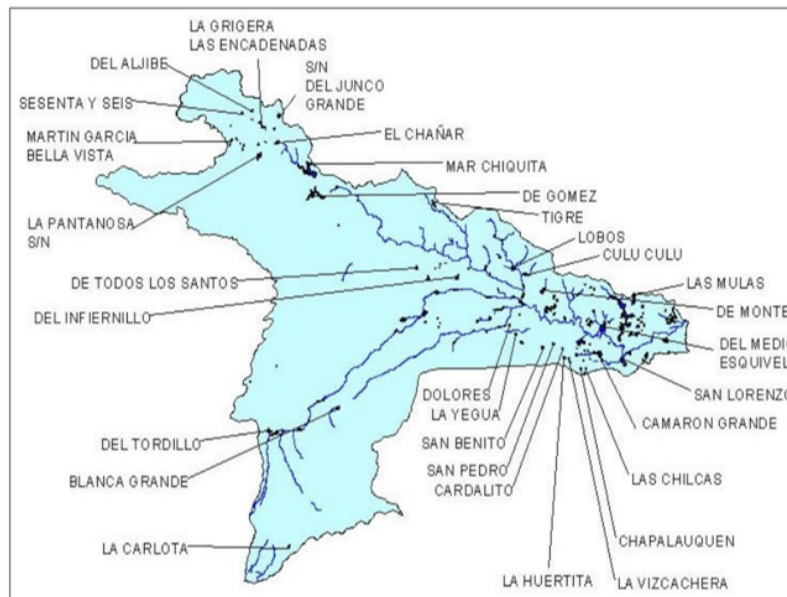 LA GRIGERA
LAS ENCADENADAS
DEL ALJIBE
S/N
DEL JUNCO
GRANDE
SESENTA Y SEIS
MARTIN GARCIA
BELLA VISTA
EL CHAÑAR
MAR CHIQUITA
DE GOMEZ
TIGRE
LA PANTANOSA
S/N
LOBOS
CULU CULU
DE TODOS LOS SANTOS
LAS MULAS
DE MONTE
DEL INFIERNILLO
DEL MEDIO
ESQUIVEL
DOLORES
LA YEGUA
SAN LORENZO
CAMARON GRANDE
DEL TORDILLO
SAN BENITO
BLANCA GRANDE
SAN PEDRO
CARDALITO
LAS CHILCAS
LA CARLOTA
CHAPALAUQUEN
LA HUERTITA
LA VIZCACHERA